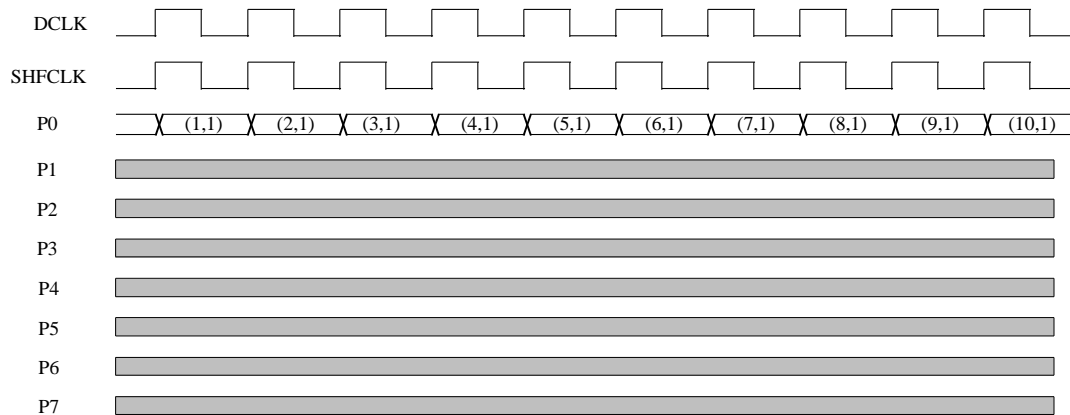 DCLK
SHFCLK
P0 (1,1) (2,1) (3,1) (4,1) (5,1) (6,1) (7,1) (8,1) (9,1) (10,1)
P1
P2
P3
P4
P5
P6
P7